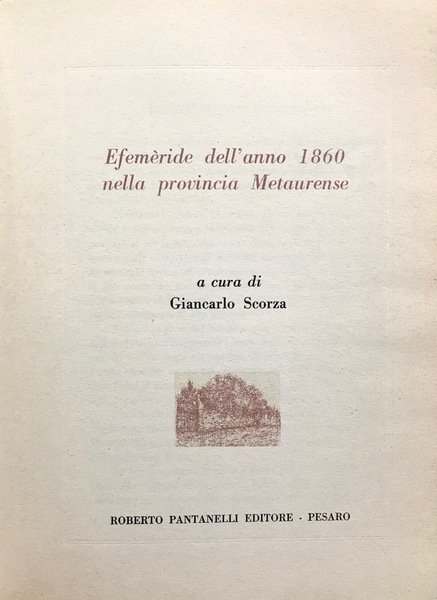 Efemèride dell'anno 1860
nella provincia Metaurense
a cura di
Giancarlo Scorza
ROBERTO PANTANELLI EDITORE - PESARO